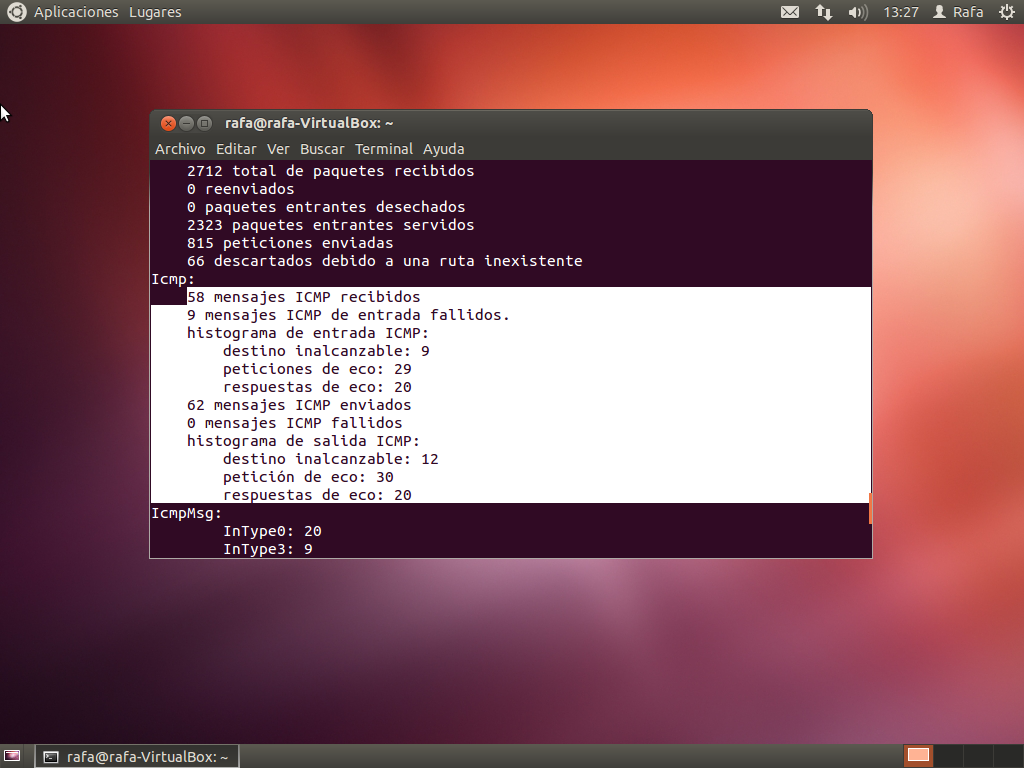 Aplicaciones Lugares 13:27 Rafa
rafa@rafa-VirtualBox: ~
Archivo Editar Ver Buscar Terminal Ayuda
2712 total de paquetes recibidos
0 reenviados
0 paquetes entrantes desechados
2323 paquetes entrantes servidos
815 peticiones enviadas
66 descartados debido a una ruta inexistente
Icmp:
58 mensajes ICMP recibidos
9 mensajes ICMP de entrada fallidos.
histograma de entrada ICMP:
destino inalcanzable: 9
peticiones de eco: 29
respuestas de eco: 20
62 mensajes ICMP enviados
0 mensajes ICMP fallidos
histograma de salida ICMP:
destino inalcanzable: 12
petición de eco: 30
respuestas de eco: 20
IcmpMsg:
InType0: 20
InType3: 9
rafa@rafa-VirtualBox: ~